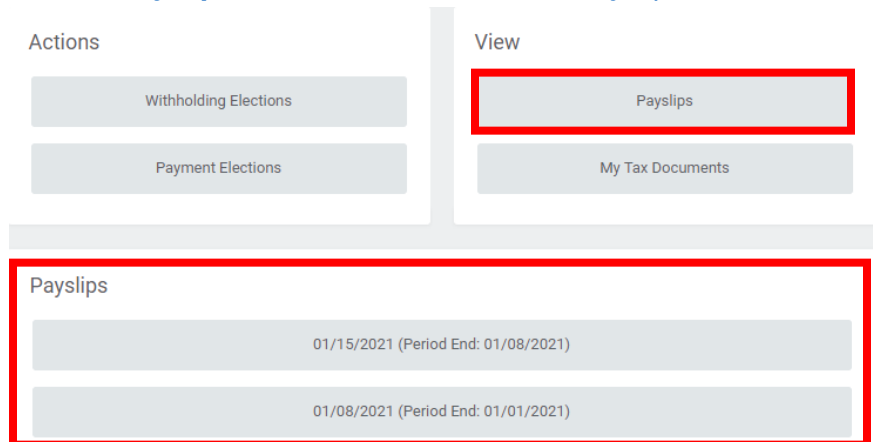 Actions
View
Withholding Elections
Payslips
Payment Elections
My Tax Documents
Payslips
01/15/2021 (Period End: 01/08/2021)
01/08/2021 (Period End: 01/01/2021)